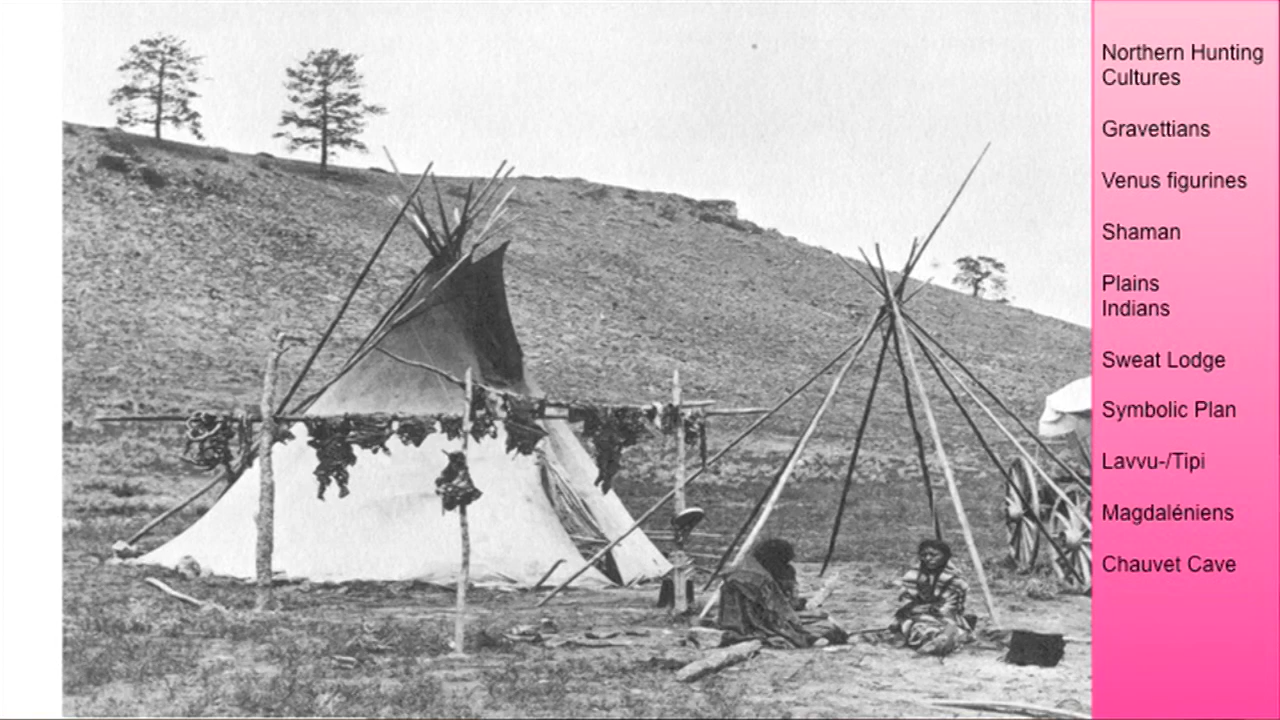 Northern Hunting
Cultures
Gravettians
Venus figurines
Shaman
Plains
Indians
Sweat Lodge
Symbolic Plan
Lavvu-/Tipi
Magdaléniens
Chauvet Cave